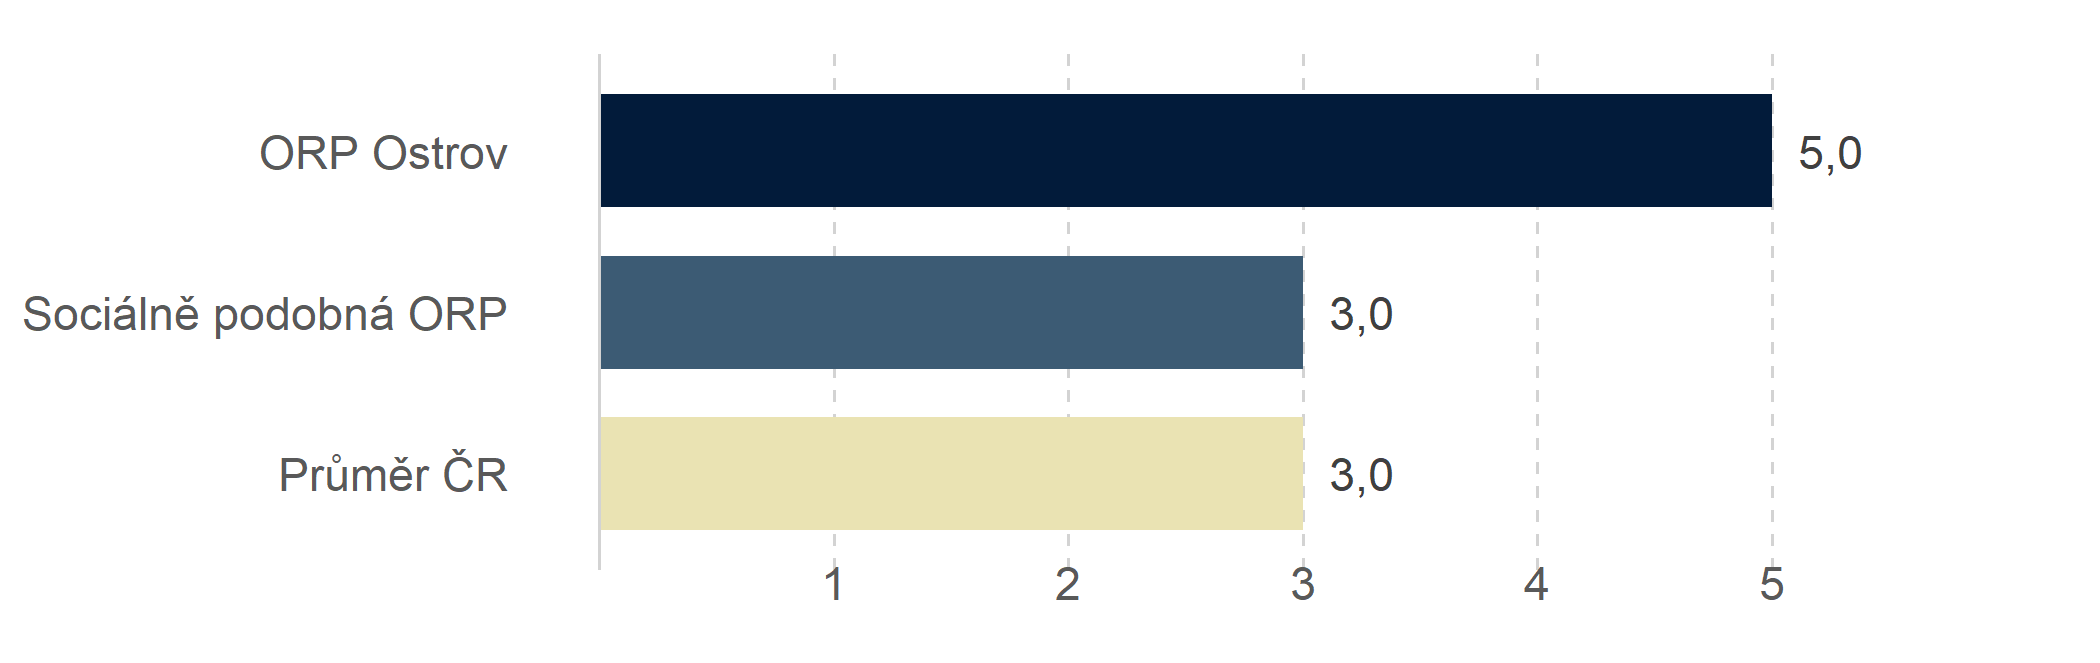 ORP Ostrov 5,0
Sociálně podobná ORP 3,0
Průměr ČR 3,0
1 2 3 4 5